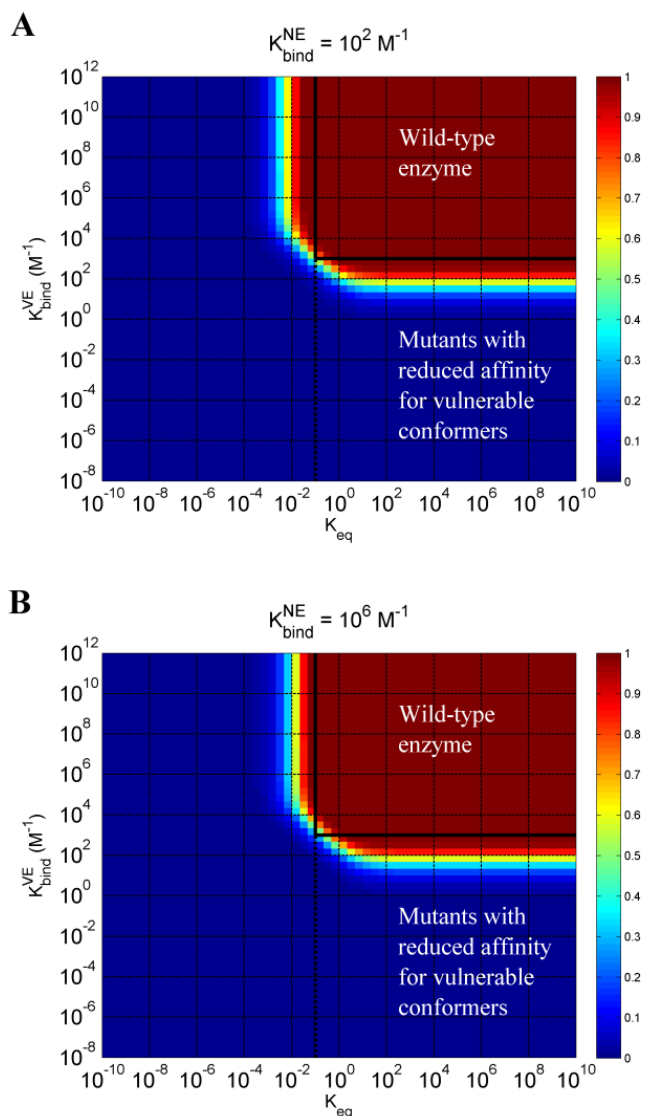 A
K_bind^NE = 10^2 M^-1
10^12
10^10
10^8
10^6
10^4
10^2
10^0
10^-2
10^-4
10^-6
10^-8
K_bind^VE (M^-1)
Wild-type
enzyme
Mutants with
reduced affinity
for vulnerable
conformers
10^-10 10^-8 10^-6 10^-4 10^-2 10^0 10^2 10^4 10^6 10^8 10^10
K_eq
1
0.9
0.8
0.7
0.6
0.5
0.4
0.3
0.2
0.1
0
B
K_bind^NE = 10^6 M^-1
10^12
10^10
10^8
10^6
10^4
10^2
10^0
10^-2
10^-4
10^-6
10^-8
K_bind^VE (M^-1)
Wild-type
enzyme
Mutants with
reduced affinity
for vulnerable
conformers
10^-10 10^-8 10^-6 10^-4 10^-2 10^0 10^2 10^4 10^6 10^8 10^10
K_eq
1
0.9
0.8
0.7
0.6
0.5
0.4
0.3
0.2
0.1
0